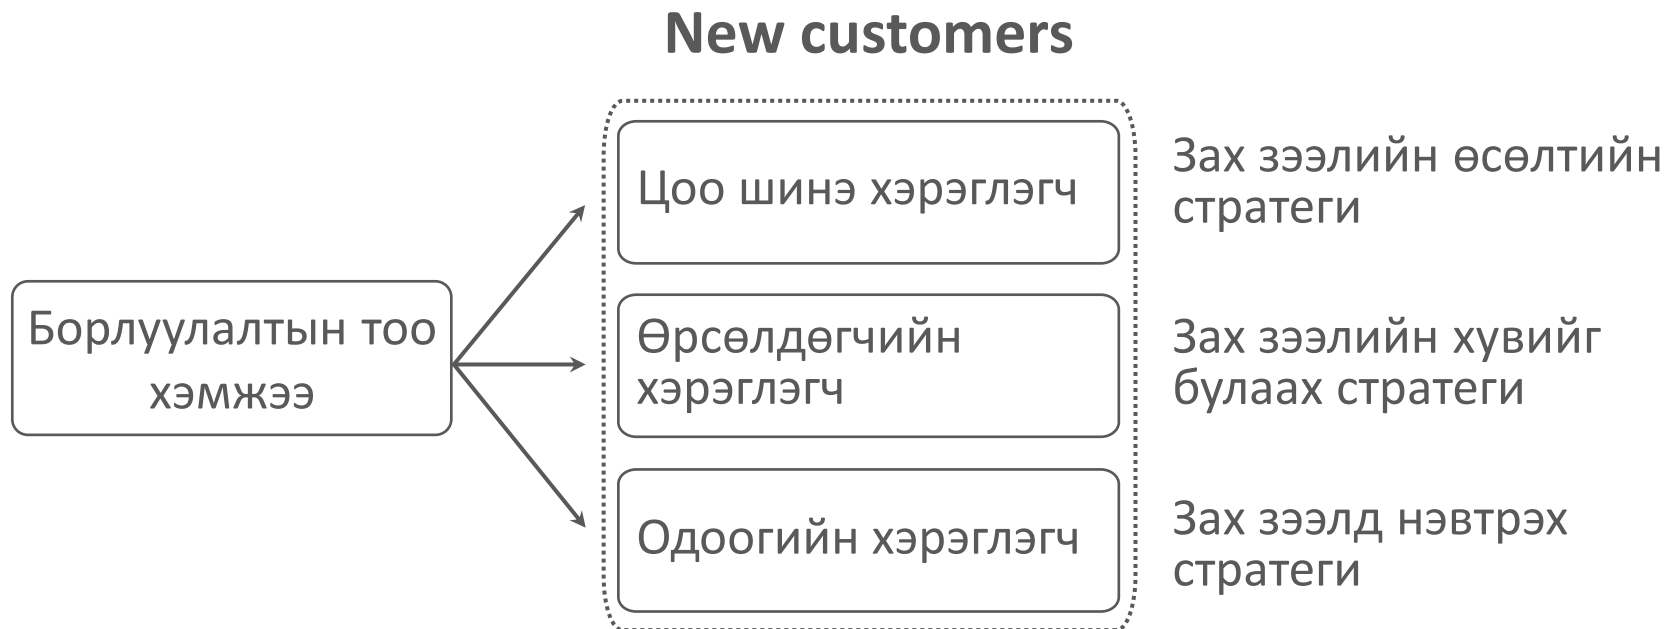 New customers
Борлуулалтын тоо
хэмжээ
Цоо шинэ хэрэглэгч
Зах зээлийн өсөлтийн
стратеги
Өрсөлдөгчийн
хэрэглэгч
Зах зээлийн хувийг
булаах стратеги
Одоогийн хэрэглэгч
Зах зээлд нэвтрэх
стратеги